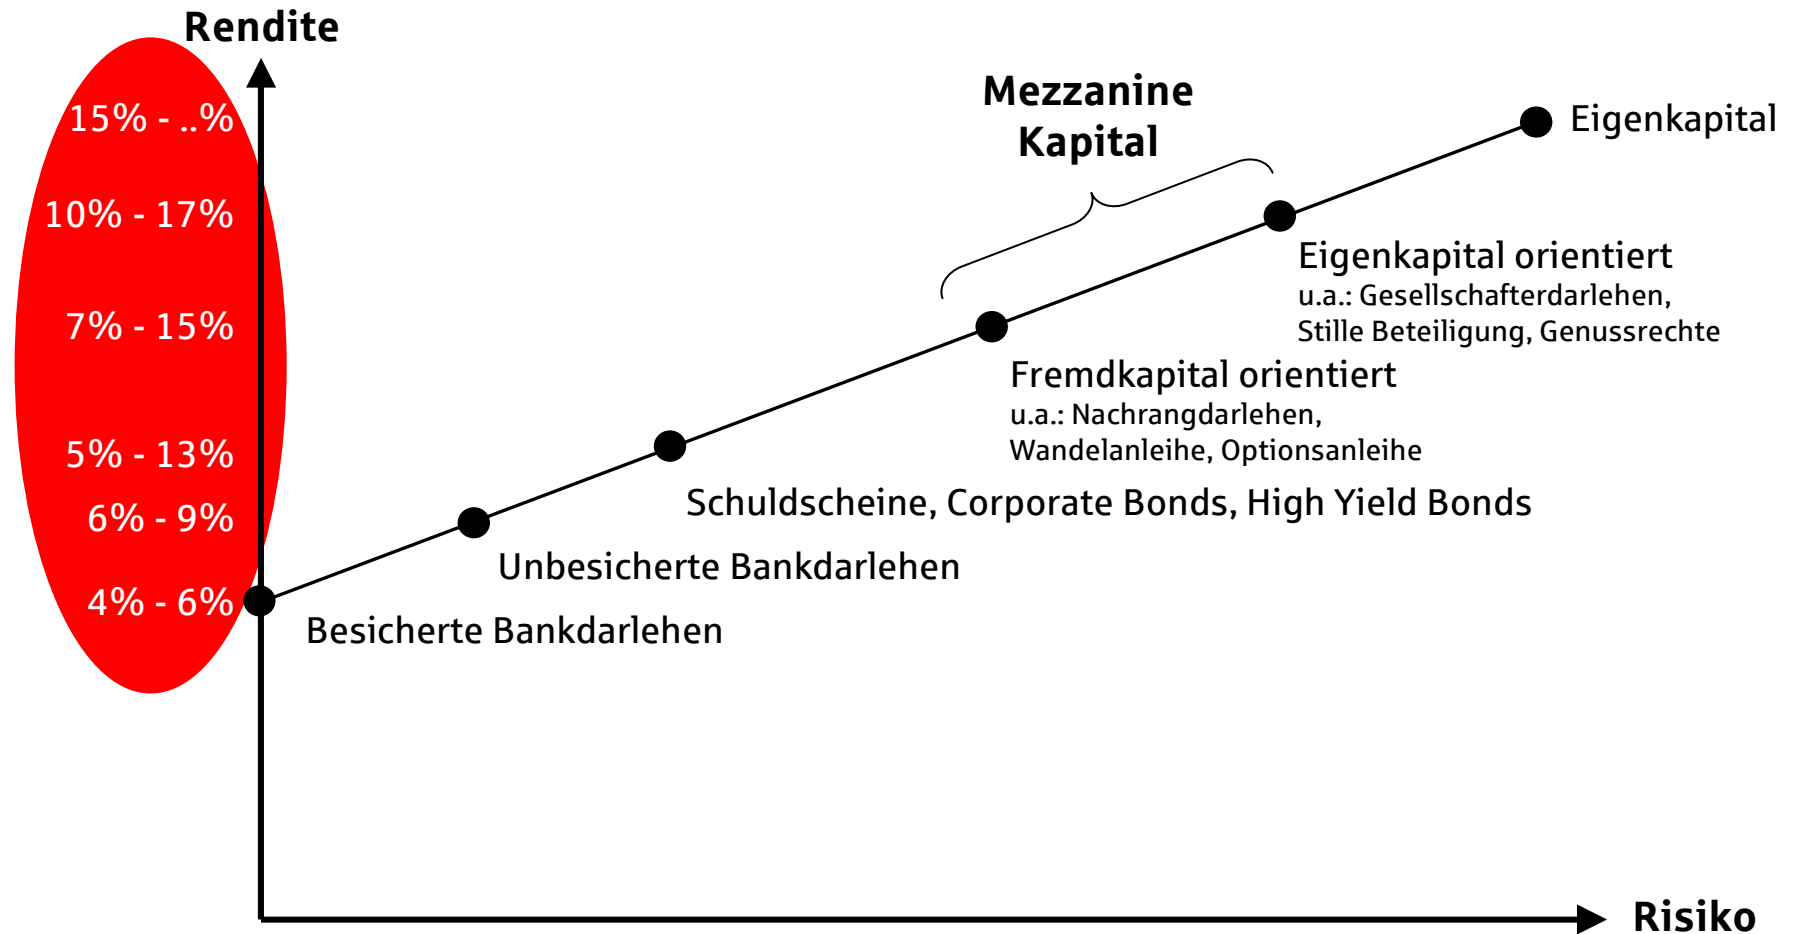 Rendite
15% - ..%
10% - 17%
7% - 15%
5% - 13%
6% - 9%
4% - 6%
Mezzanine
Kapital
Eigenkapital
Eigenkapital orientiert
u.a.: Gesellschafterdarlehen,
Stille Beteiligung, Genussrechte
Fremdkapital orientiert
u.a.: Nachrangdarlehen,
Wandelanleihe, Optionsanleihe
Schuldscheine, Corporate Bonds, High Yield Bonds
Unbesicherte Bankdarlehen
Besicherte Bankdarlehen
Risiko